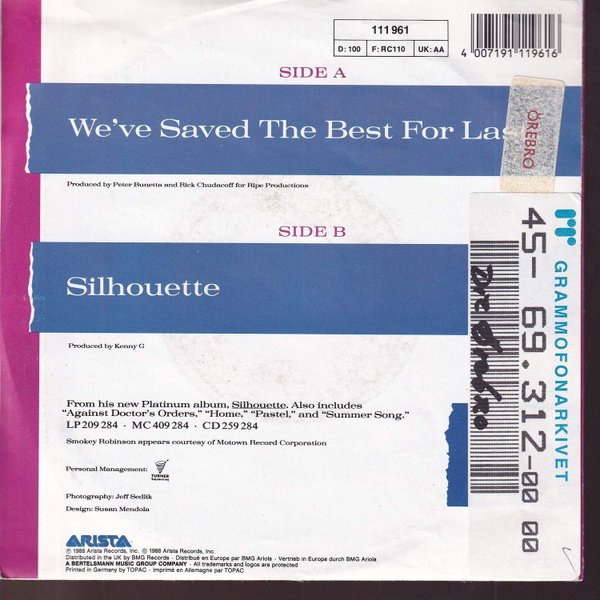 111 961
D: 100 F: RC110 UK: AA
4 007191 119616
SIDE A
We've Saved The Best For Las
ÖREBRO
Produced by Peter Bunetta and Rick Chudacoff for Ripe Productions
SIDE B
Silhouette
Produced by Kenny G
From his new Platinum album, Silhouette. Also includes
"Against Doctor's Orders," "Home," "Pastel," and "Summer Song."
LP 209 284 · MC 409 284 · CD 259 284
Smokey Robinson appears courtesy of Motown Record Corporation
Personal Management:
TURNER
Photography: Jeff Sedlik
Design: Susan Mendola
ARISTA
℗ 1988 Arista Records, Inc. © 1988 Arista Records, Inc.
Distributed in the UK by BMG Records · Distribué en Europe par BMG Ariola · Vertrieb in Europa durch BMG Ariola
A BERTELSMANN MUSIC GROUP COMPANY · All trademarks and logos are protected
Printed in Germany by TOPAC · Imprimé en Allemagne par TOPAC
45- 69.312-00 00
GRAMMOFONARKIVET
Örebro